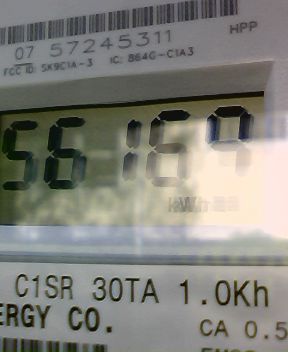 07 57245311 HPP
FCC ID: SK9C1A-3 IC: 864G-C1A3
56169
kWh
C1SR 30TA 1.0Kh
ERGY CO.
CA 0.5